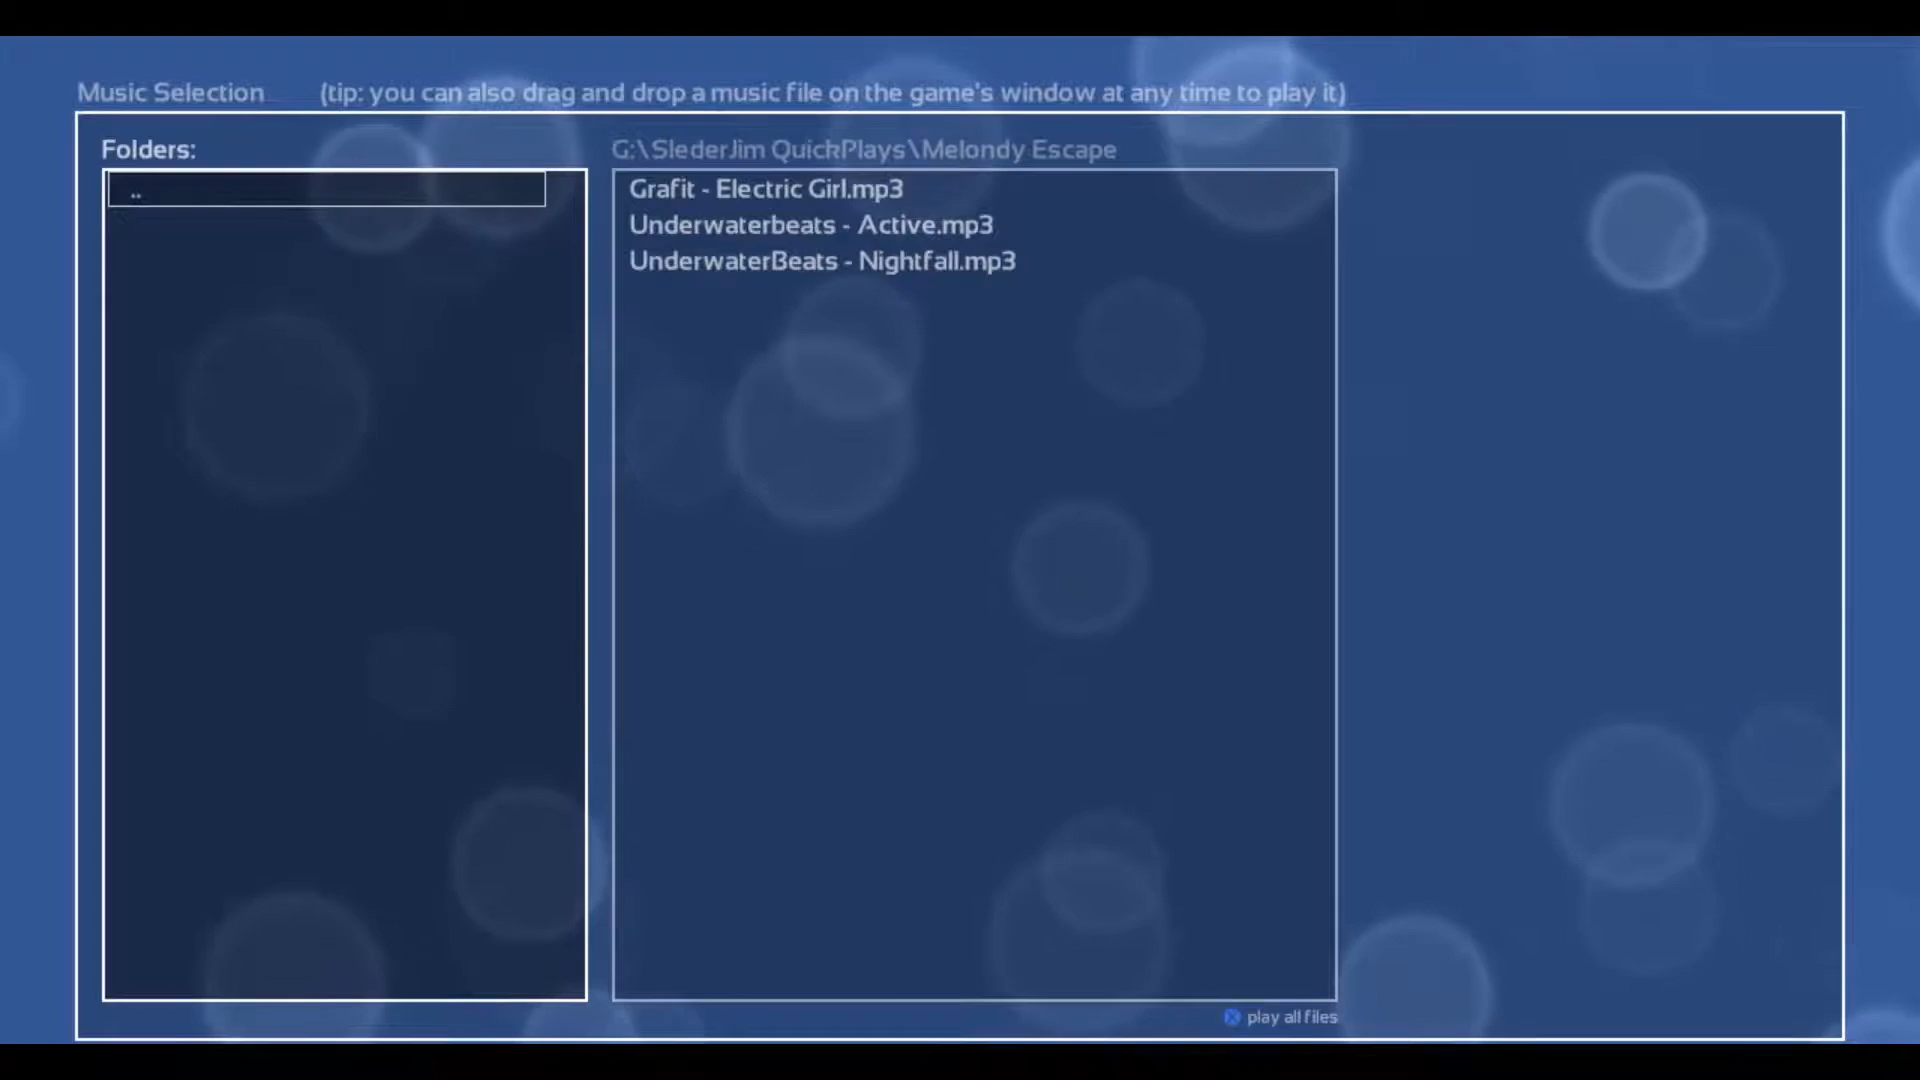 Music Selection (tip: you can also drag and drop a music file on the game's window at any time to play it)
Folders:
..
G:\SlederJim QuickPlays\Melondy Escape
Grafit - Electric Girl.mp3
Underwaterbeats - Active.mp3
UnderwaterBeats - Nightfall.mp3
X play all files